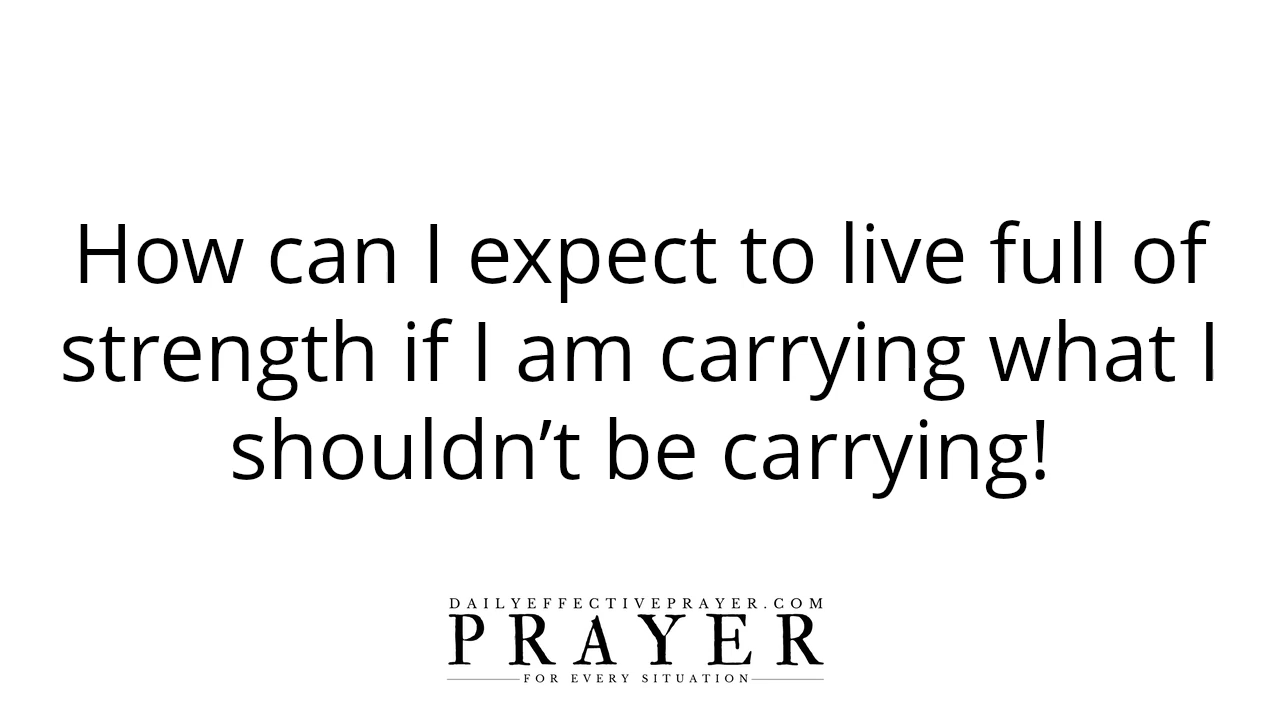 How can I expect to live full of
strength if I am carrying what I
shouldn’t be carrying!
DAILYEFFECTIVEPRAYER.COM
PRAYER
FOR EVERY SITUATION